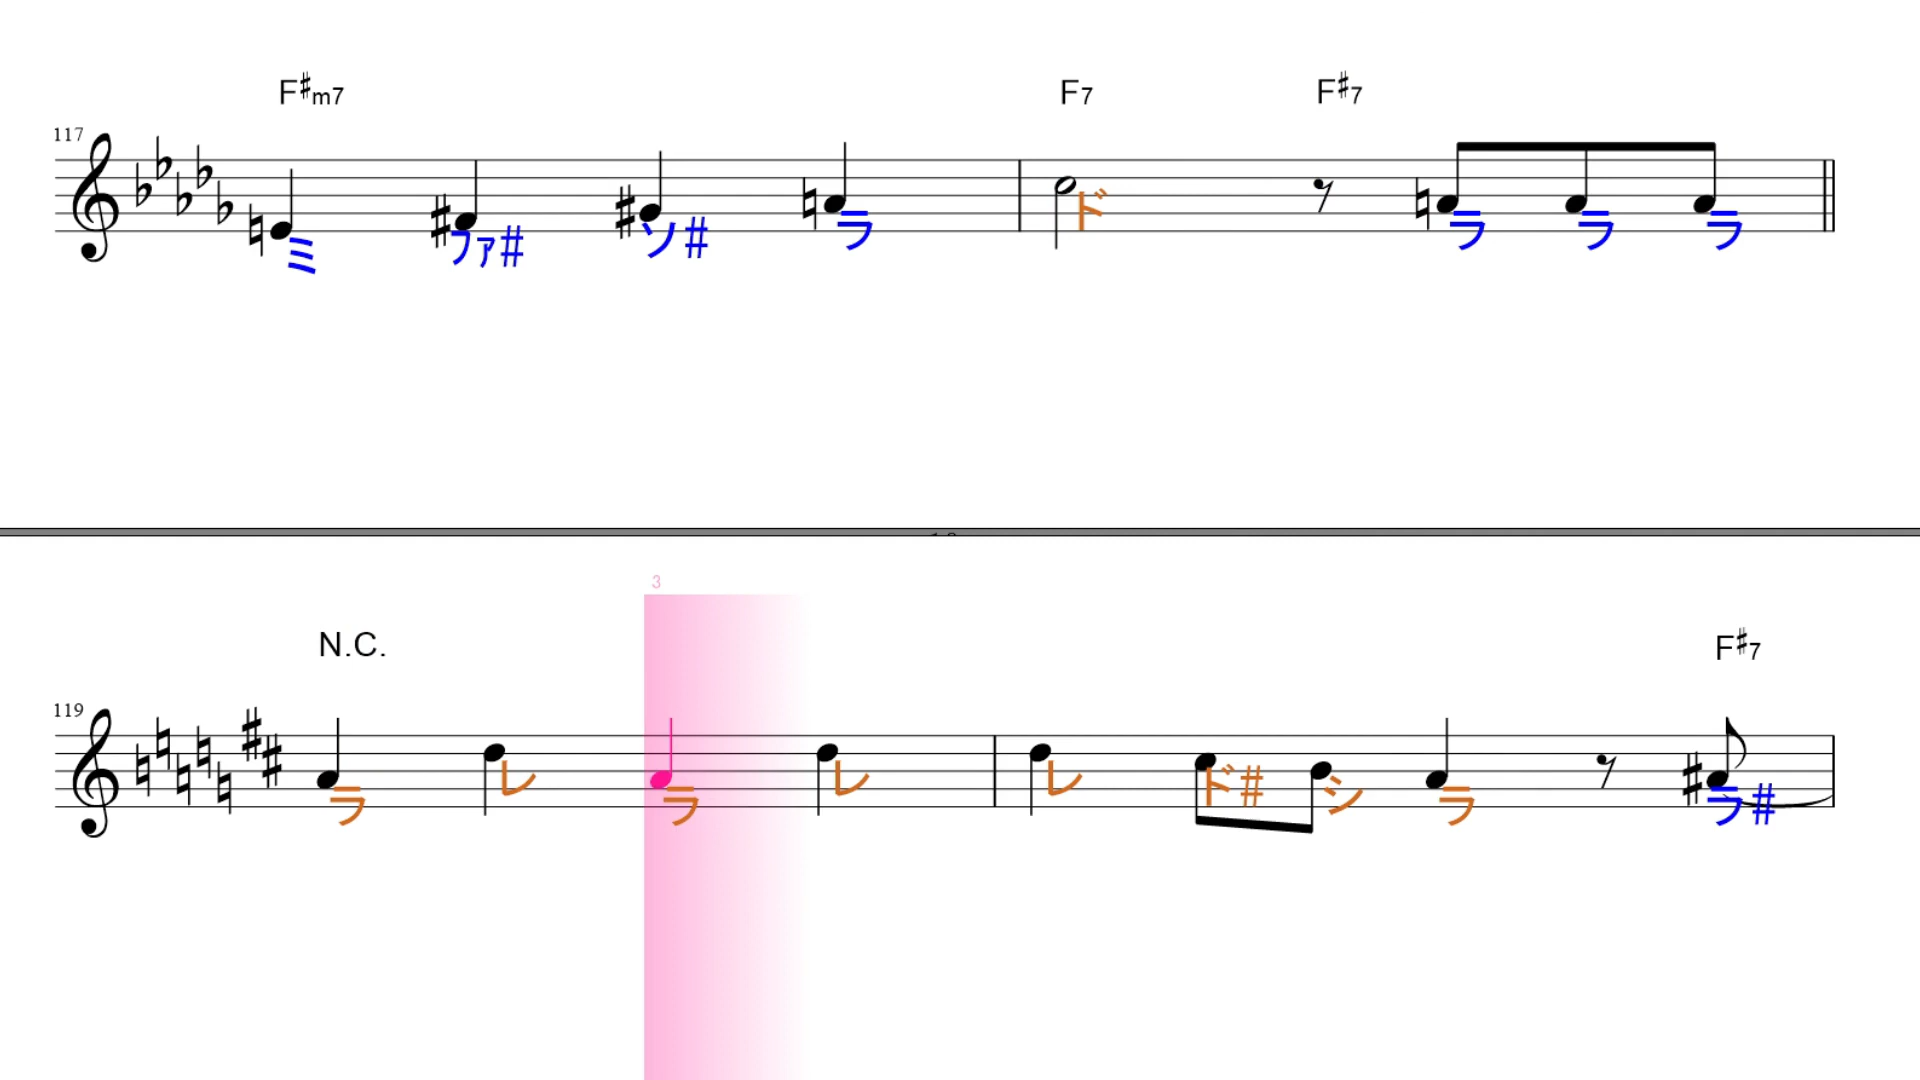 F♯m7 F7 F♯7
117
ミ ファ# ソ# ラ ド ラ ラ ラ
3
N.C. F♯7
119
ラ レ ラ レ レ ド# シ ラ ラ#